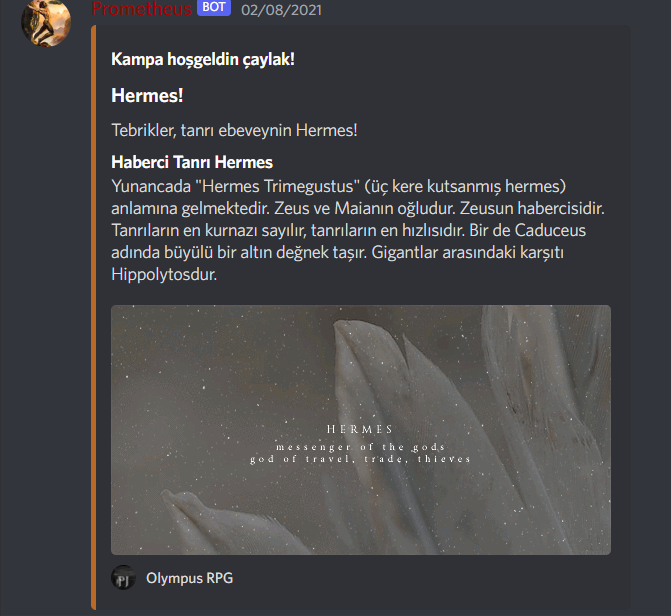 Prometheus BOT 02/08/2021
Kampa hoşgeldin çaylak!
Hermes!
Tebrikler, tanrı ebeveynin Hermes!
Haberci Tanrı Hermes
Yunancada "Hermes Trimegustus" (üç kere kutsanmış hermes)
anlamına gelmektedir. Zeus ve Maianın oğludur. Zeusun habercisidir.
Tanrıların en kurnazı sayılır, tanrıların en hızlısıdır. Bir de Caduceus
adında büyülü bir altın değnek taşır. Gigantlar arasındaki karşıtı
Hippolytosdur.
HERMES
messenger of the gods
god of travel, trade, thieves
PJ
Olympus RPG